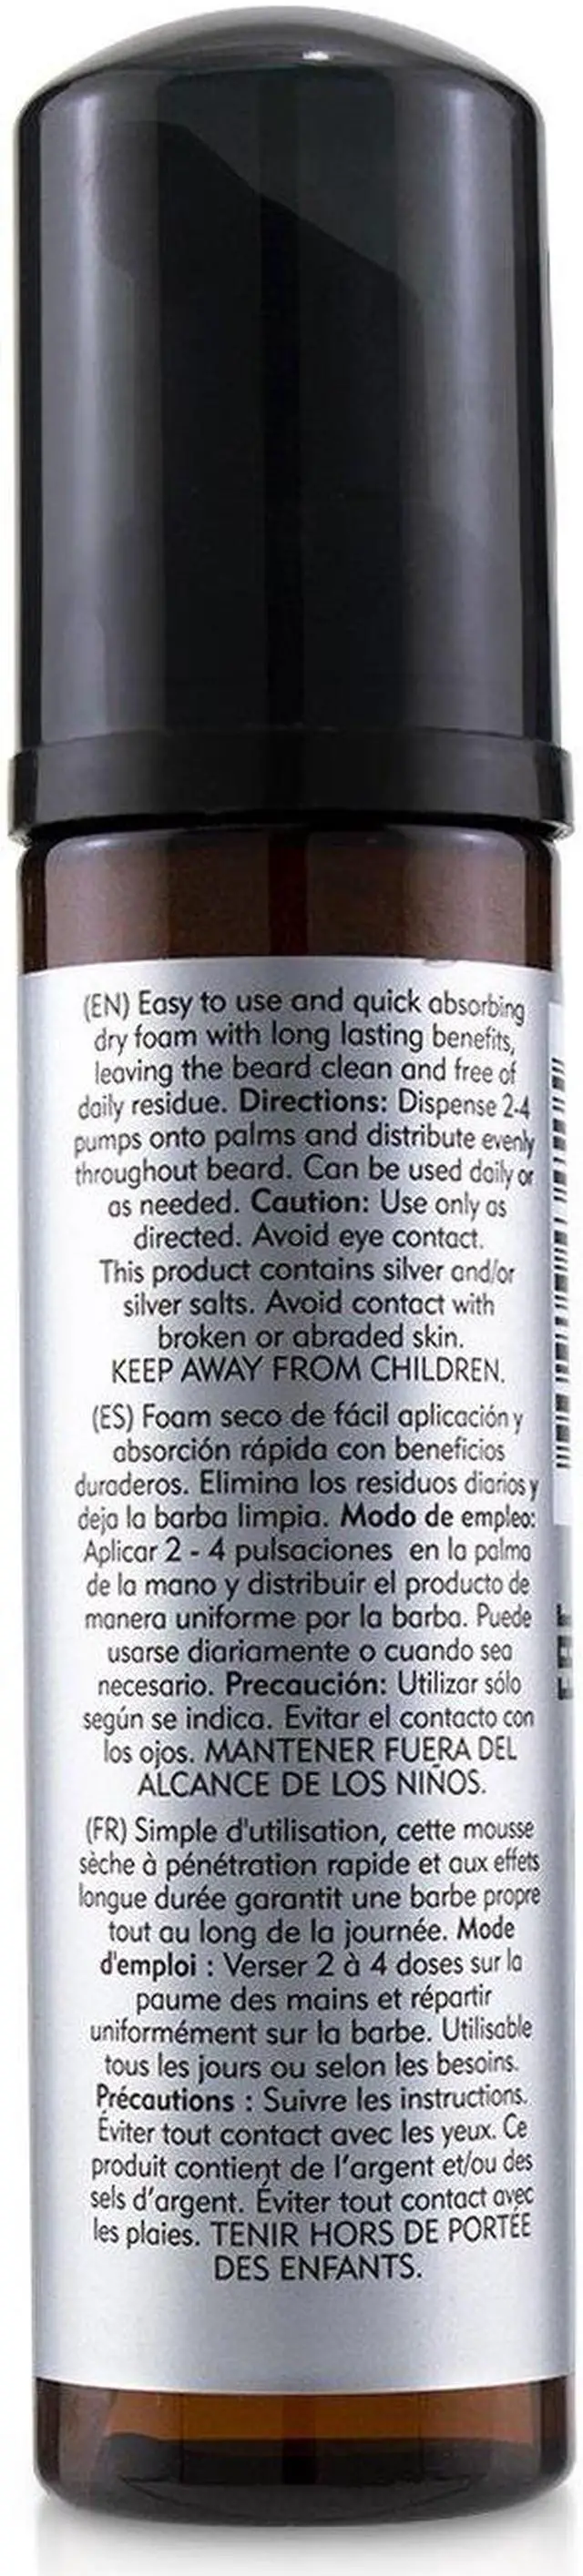 (EN) Easy to use and quick absorbing
dry foam with long lasting benefits,
leaving the beard clean and free of
daily residue. Directions: Dispense 2-4
pumps onto palms and distribute evenly
throughout beard. Can be used daily or
as needed. Caution: Use only as
directed. Avoid eye contact.
This product contains silver and/or
silver salts. Avoid contact with
broken or abraded skin.
KEEP AWAY FROM CHILDREN.
(ES) Foam seco de fácil aplicación y
absorción rápida con beneficios
duraderos. Elimina los residuos diarios y
deja la barba limpia. Modo de empleo:
Aplicar 2 - 4 pulsaciones en la palma
de la mano y distribuir el producto de
manera uniforme por la barba. Puede
usarse diariamente o cuando sea
necesario. Precaución: Utilizar sólo
según se indica. Evitar el contacto con
los ojos. MANTENER FUERA DEL
ALCANCE DE LOS NIÑOS.
(FR) Simple d'utilisation, cette mousse
sèche à pénétration rapide et aux effets
longue durée garantit une barbe propre
tout au long de la journée. Mode
d'emploi : Verser 2 à 4 doses sur la
paume des mains et répartir
uniformément sur la barbe. Utilisable
tous les jours ou selon les besoins.
Précautions : Suivre les instructions.
Éviter tout contact avec les yeux. Ce
produit contient de l'argent et/ou des
sels d'argent. Éviter tout contact avec
les plaies. TENIR HORS DE PORTÉE
DES ENFANTS.